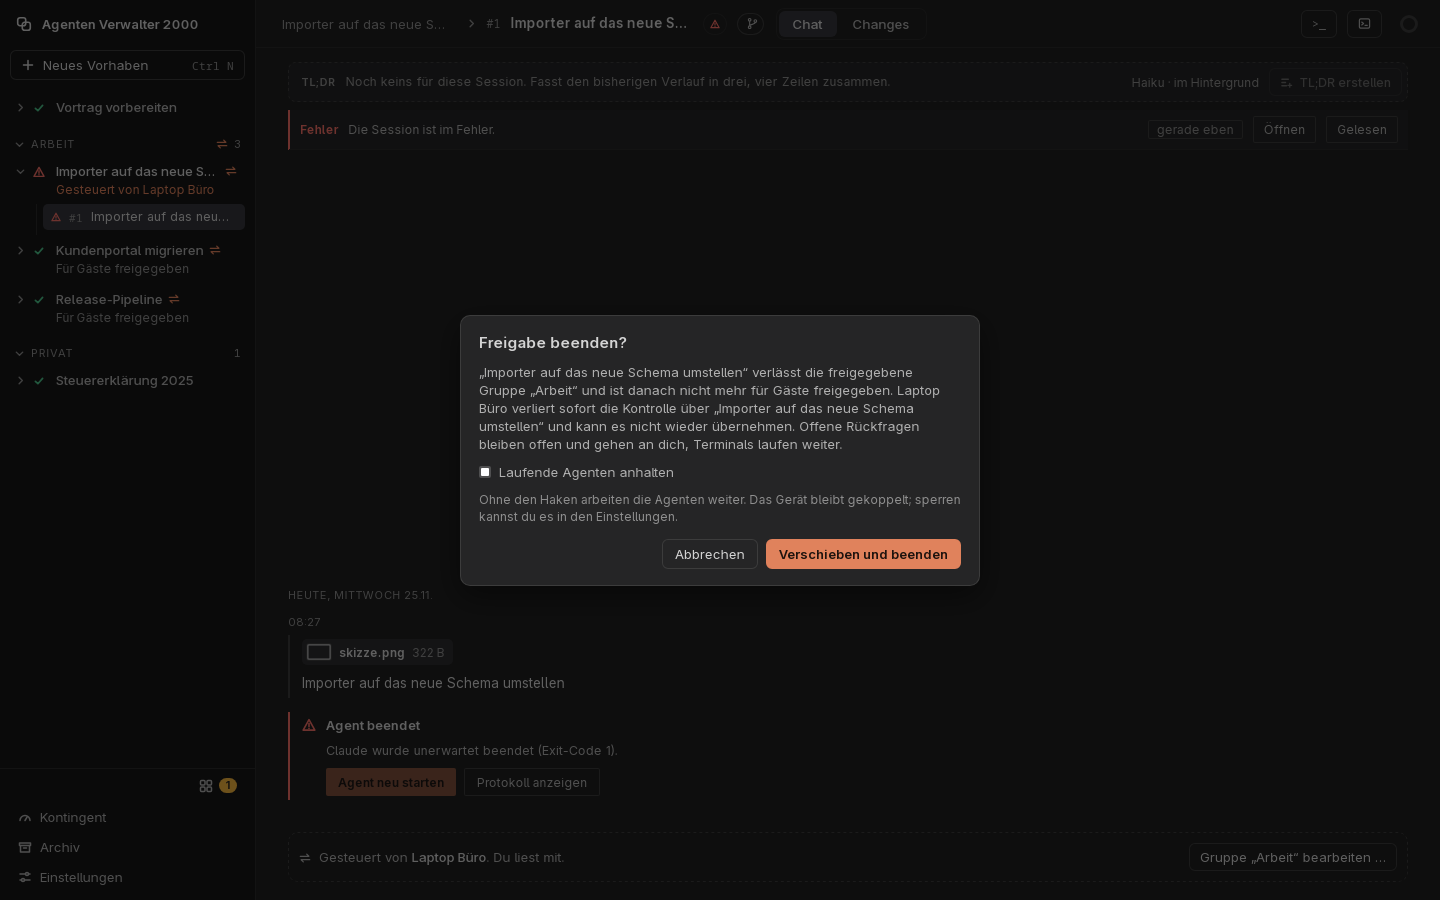 Agenten Verwalter 2000
Neues Vorhaben Ctrl N
Vortrag vorbereiten
ARBEIT 3
Importer auf das neue S…
Gesteuert von Laptop Büro
#1 Importer auf das neu…
Kundenportal migrieren
Für Gäste freigegeben
Release-Pipeline
Für Gäste freigegeben
PRIVAT 1
Steuererklärung 2025
1
Kontingent
Archiv
Einstellungen
Importer auf das neue S… #1 Importer auf das neue S… Chat Changes >_
TL;DR Noch keins für diese Session. Fasst den bisherigen Verlauf in drei, vier Zeilen zusammen. Haiku · im Hintergrund TL;DR erstellen
Fehler Die Session ist im Fehler. gerade eben Öffnen Gelesen
Freigabe beenden?
„Importer auf das neue Schema umstellen“ verlässt die freigegebene
Gruppe „Arbeit“ und ist danach nicht mehr für Gäste freigegeben. Laptop
Büro verliert sofort die Kontrolle über „Importer auf das neue Schema
umstellen“ und kann es nicht wieder übernehmen. Offene Rückfragen
bleiben offen und gehen an dich, Terminals laufen weiter.
Laufende Agenten anhalten
Ohne den Haken arbeiten die Agenten weiter. Das Gerät bleibt gekoppelt; sperren
kannst du es in den Einstellungen.
Abbrechen Verschieben und beenden
HEUTE, MITTWOCH 25.11.
08:27
skizze.png 322 B
Importer auf das neue Schema umstellen
Agent beendet
Claude wurde unerwartet beendet (Exit-Code 1).
Agent neu starten Protokoll anzeigen
Gesteuert von Laptop Büro. Du liest mit. Gruppe „Arbeit“ bearbeiten …